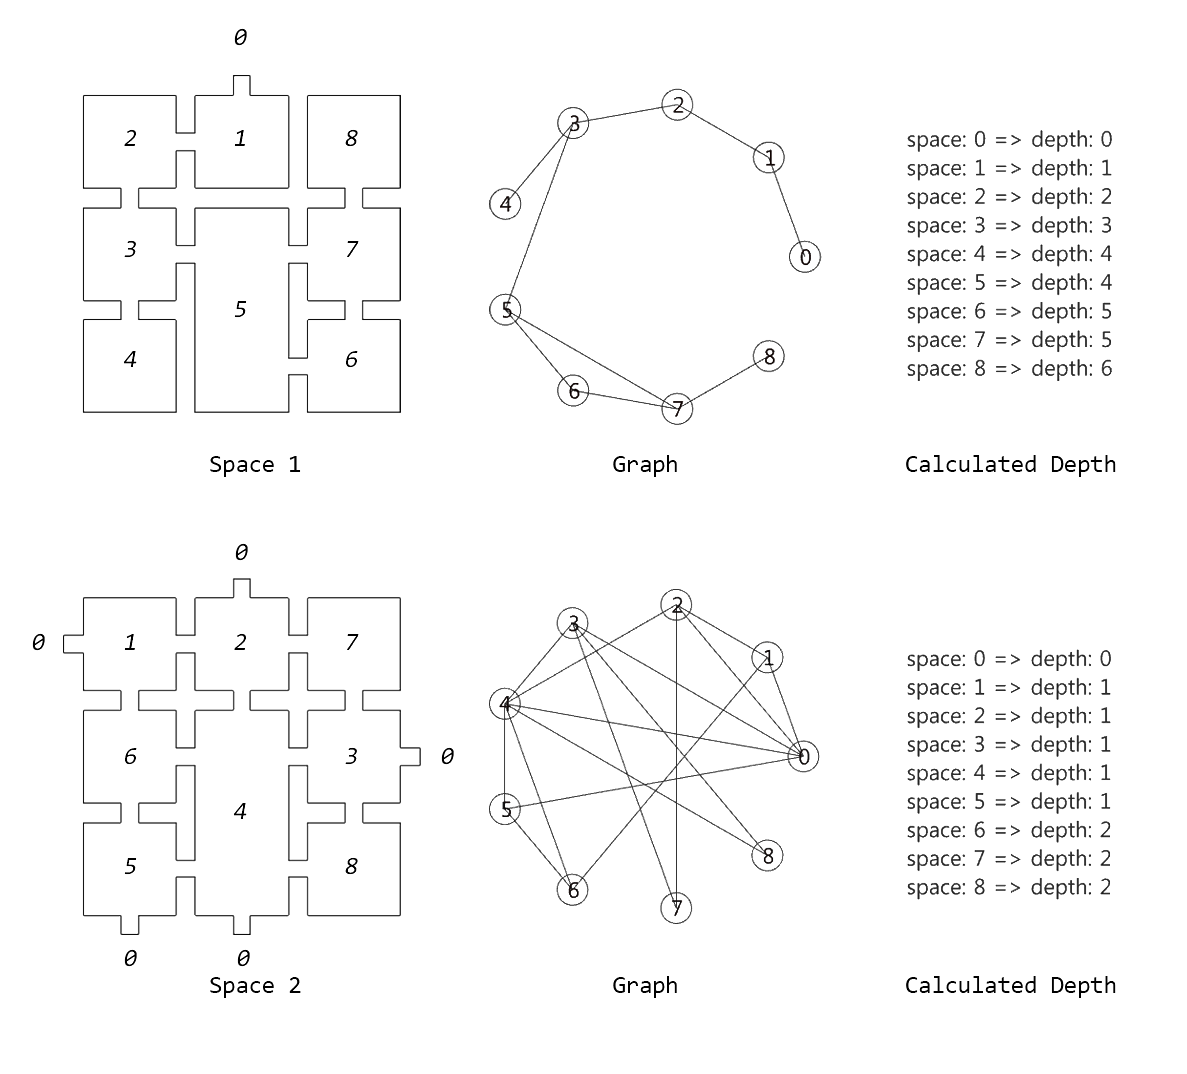 0
2 1 8
3 7
5
4 6
Space 1
3 2
1
4
0
5
8
6
7
Graph
space: 0 => depth: 0
space: 1 => depth: 1
space: 2 => depth: 2
space: 3 => depth: 3
space: 4 => depth: 4
space: 5 => depth: 4
space: 6 => depth: 5
space: 7 => depth: 5
space: 8 => depth: 6
Calculated Depth
0
0 1 2 7
6 3 0
4
5 8
0 0
Space 2
2
3
1
4
0
5
8
6
7
Graph
space: 0 => depth: 0
space: 1 => depth: 1
space: 2 => depth: 1
space: 3 => depth: 1
space: 4 => depth: 1
space: 5 => depth: 1
space: 6 => depth: 2
space: 7 => depth: 2
space: 8 => depth: 2
Calculated Depth